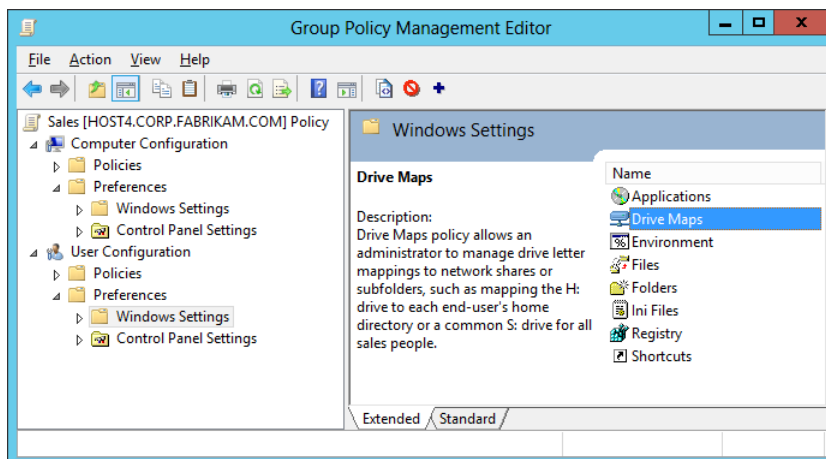 Group Policy Management Editor
File Action View Help
Sales [HOST4.CORP.FABRIKAM.COM] Policy
Computer Configuration
Policies
Preferences
Windows Settings
Control Panel Settings
User Configuration
Policies
Preferences
Windows Settings
Control Panel Settings
Windows Settings
Drive Maps
Description:
Drive Maps policy allows an
administrator to manage drive letter
mappings to network shares or
subfolders, such as mapping the H:
drive to each end-user's home
directory or a common S: drive for all
sales people.
Name
Applications
Drive Maps
Environment
Files
Folders
Ini Files
Registry
Shortcuts
Extended Standard